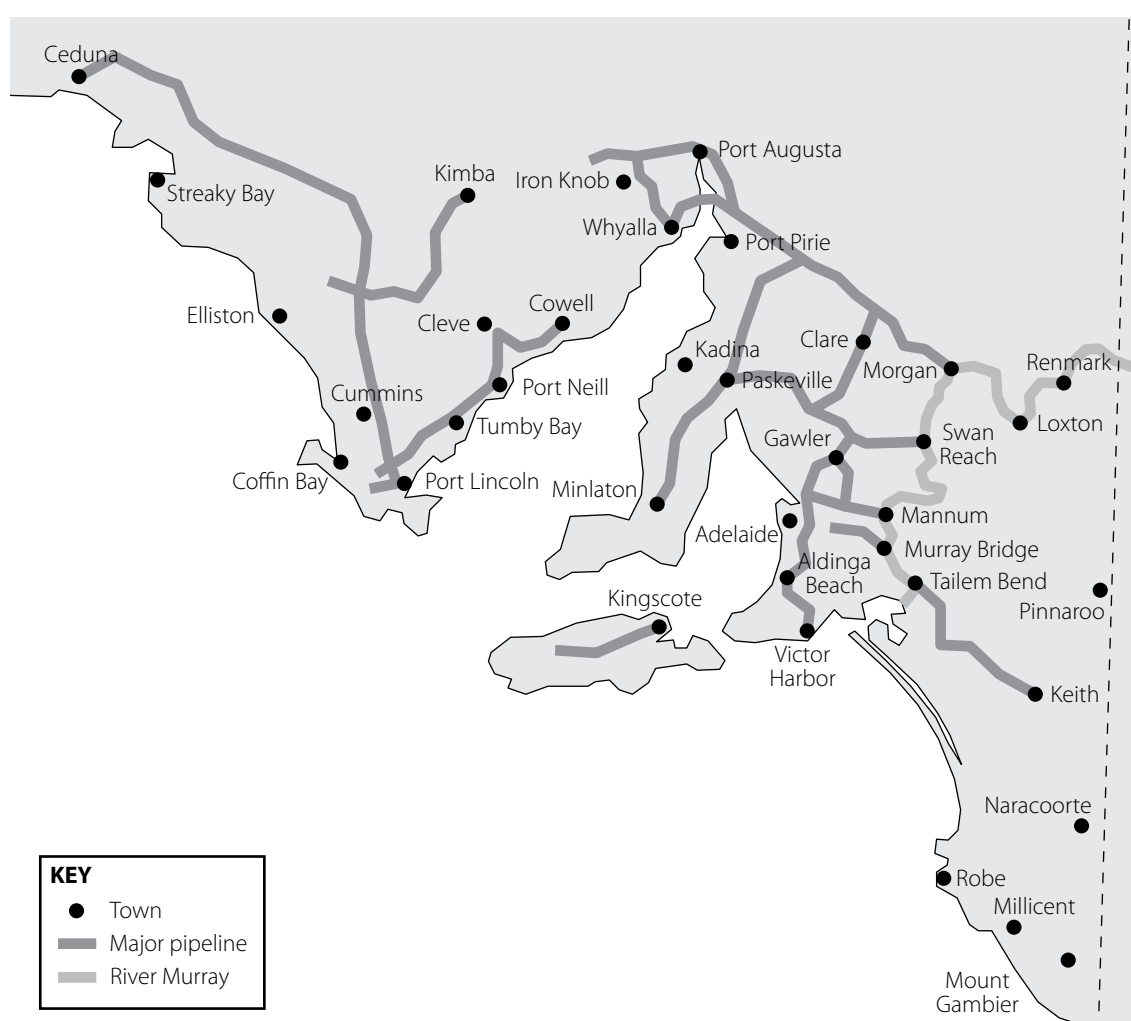 Ceduna
Port Augusta
Kimba
Iron Knob
Streaky Bay
Whyalla
Port Pirie
Cowell
Elliston
Cleve
Clare
Kadina
Renmark
Morgan
Paskeville
Port Neill
Cummins
Loxton
Tumby Bay
Gawler
Swan
Reach
Coffin Bay
Port Lincoln
Minlaton
Mannum
Adelaide
Murray Bridge
Aldinga
Beach
Tailem Bend
Kingscote
Pinnaroo
Victor
Harbor
Keith
Naracoorte
Robe
Millicent
Mount
Gambier
KEY
Town
Major pipeline
River Murray